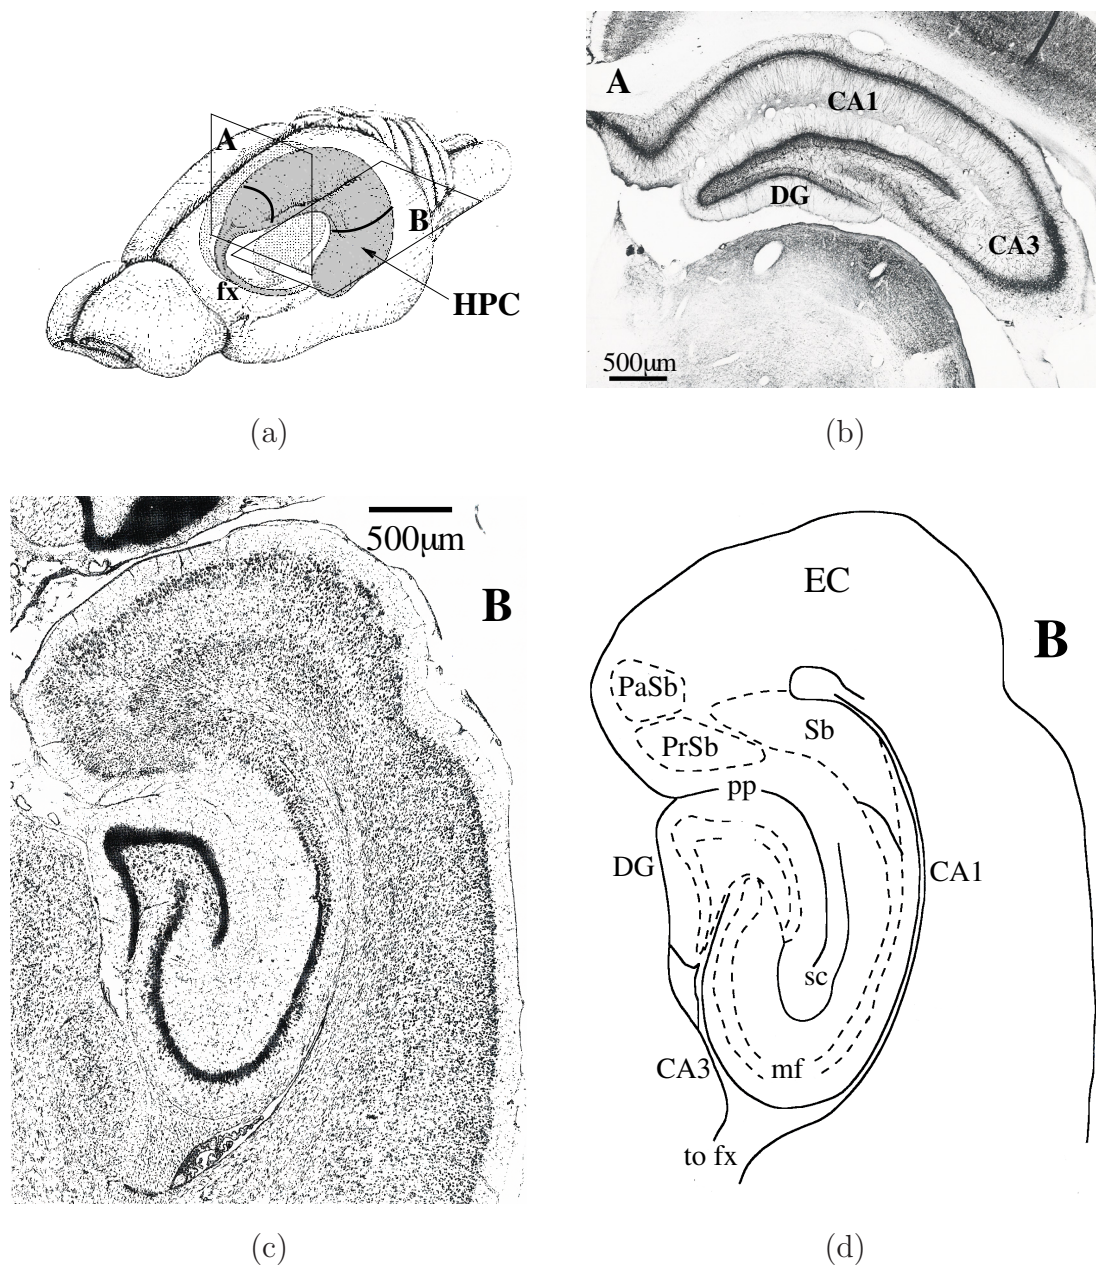 A
B
fx
HPC
(a)
A
CA1
DG
CA3
500µm
(b)
500µm
B
(c)
EC
B
PaSb
Sb
PrSb
pp
DG
CA1
sc
CA3
mf
to fx
(d)